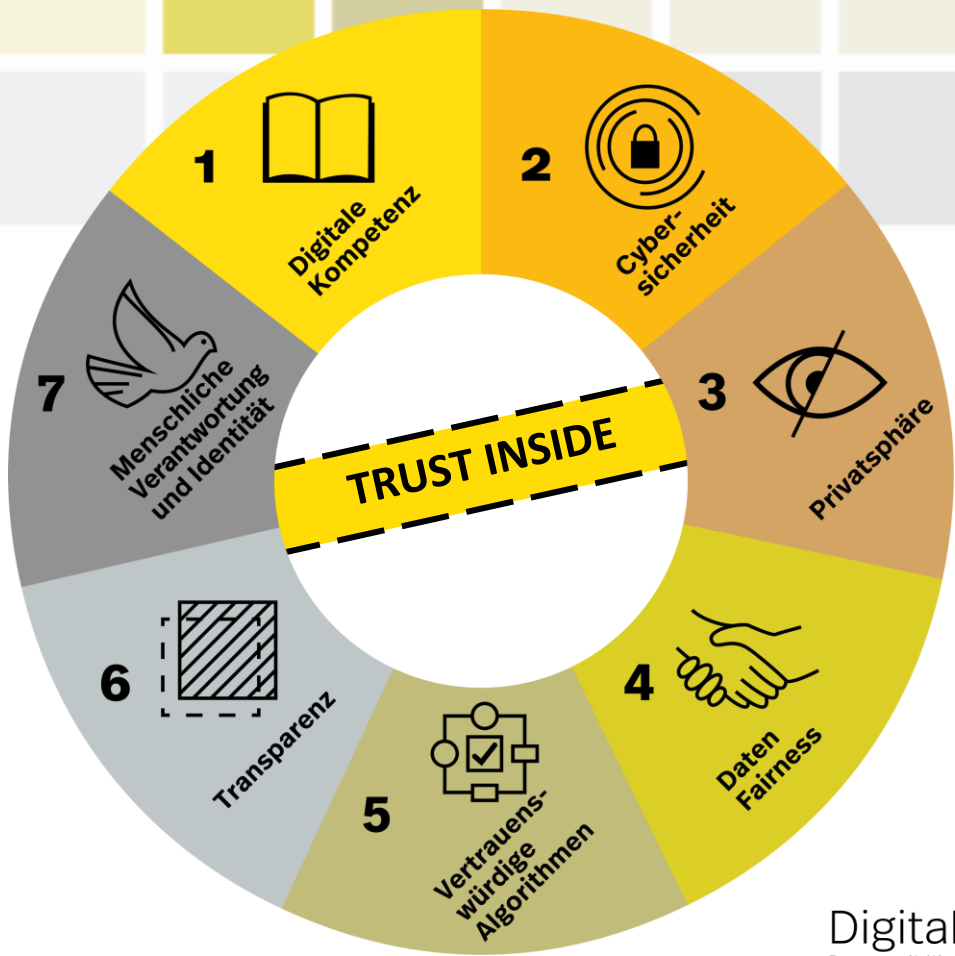 1
Digitale
Kompetenz
2
Cyber-
sicherheit
3
Privatsphäre
4
Daten
Fairness
5
Vertrauens-
würdige
Algorithmen
6
Transparenz
7
Menschliche
Verantwortung
und Identität
TRUST INSIDE
Digital